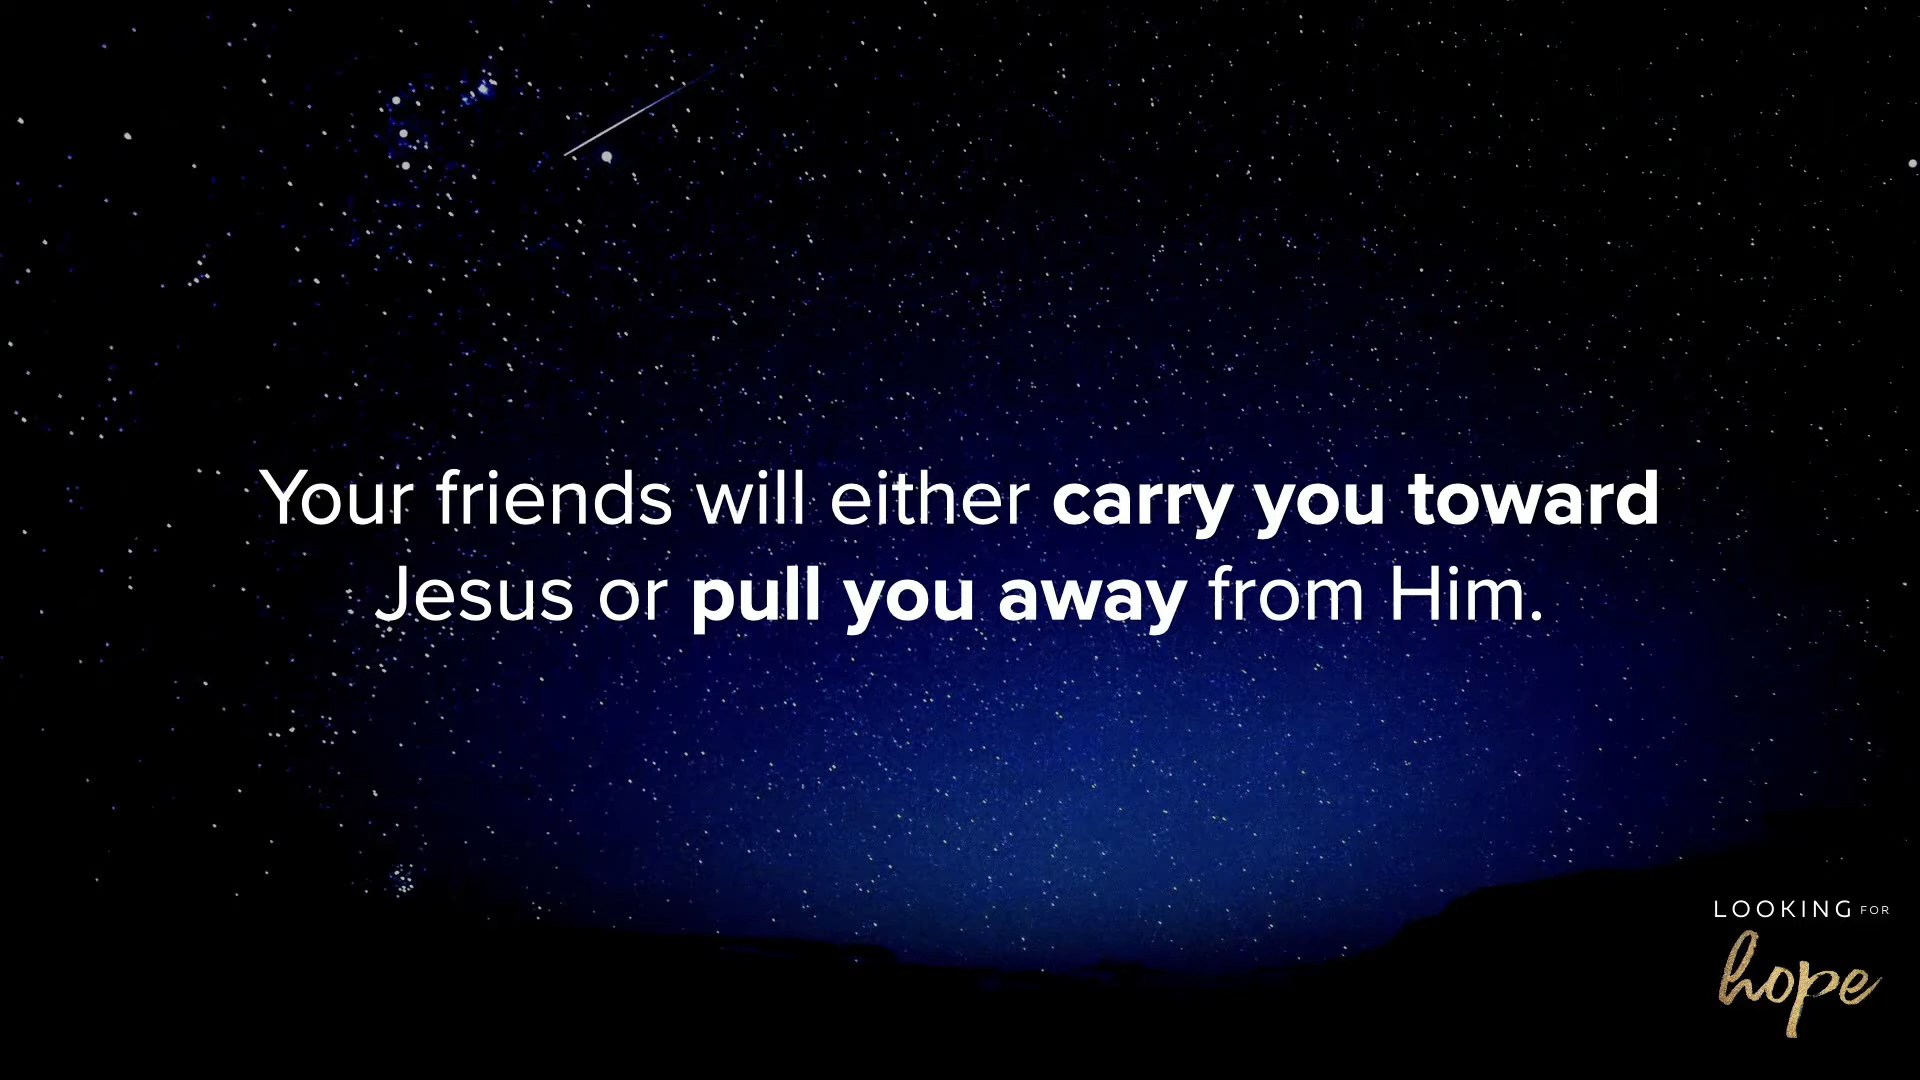 Your friends will either carry you toward
Jesus or pull you away from Him.
LOOKING FOR
hope